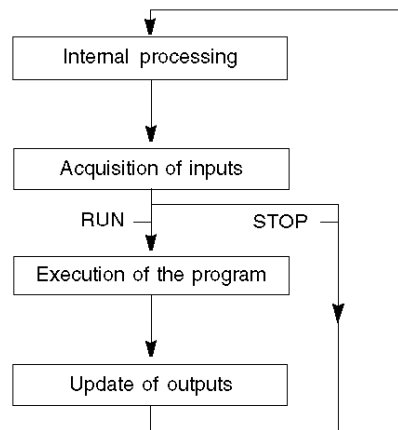 Internal processing
Acquisition of inputs
RUN
STOP
Execution of the program
Update of outputs